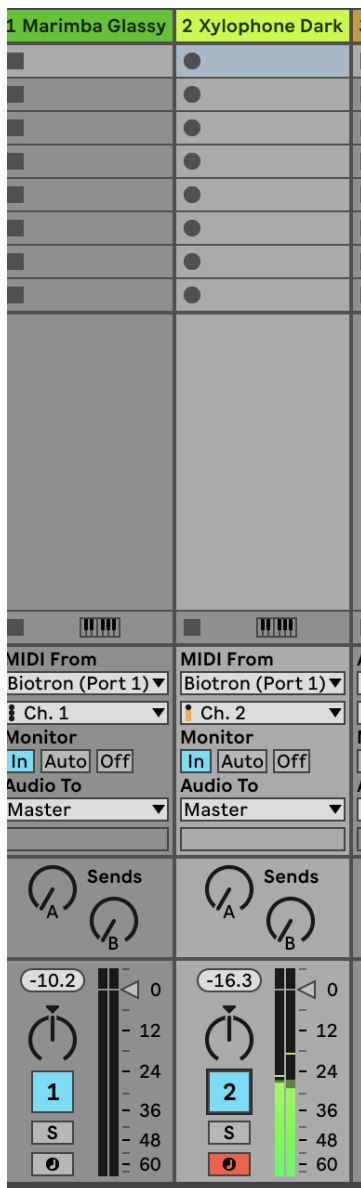 1 Marimba Glassy
2 Xylophone Dark
MIDI From
Biotron (Port 1)
Ch. 1
Monitor
In Auto Off
Audio To
Master
Sends
A
B
-10.2
0
12
24
36
48
60
1
S
MIDI From
Biotron (Port 1)
Ch. 2
Monitor
In Auto Off
Audio To
Master
Sends
A
B
-16.3
0
12
24
36
48
60
2
S